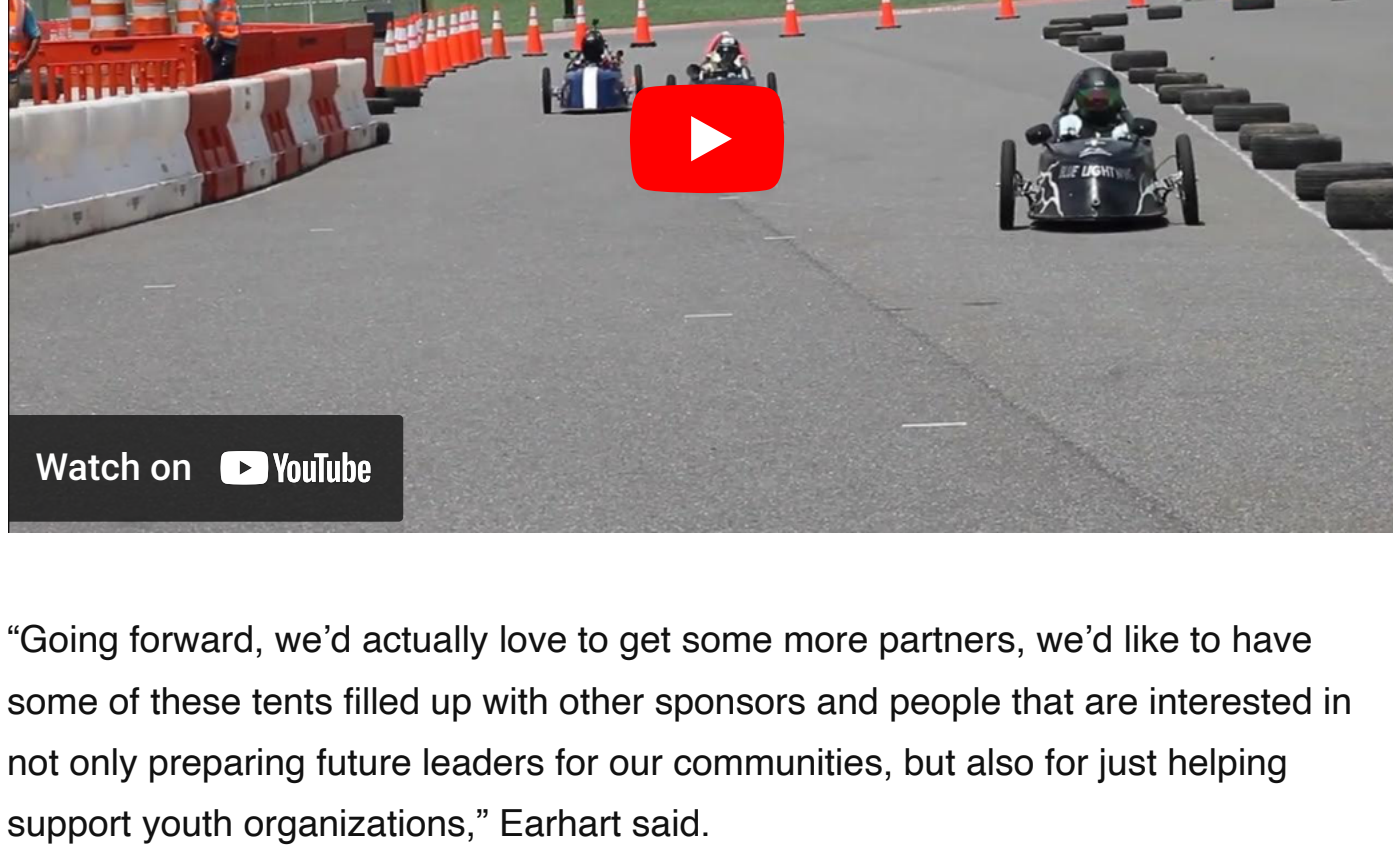 BLUE LIGHTNING
Watch on YouTube
“Going forward, we’d actually love to get some more partners, we’d like to have
some of these tents filled up with other sponsors and people that are interested in
not only preparing future leaders for our communities, but also for just helping
support youth organizations,” Earhart said.